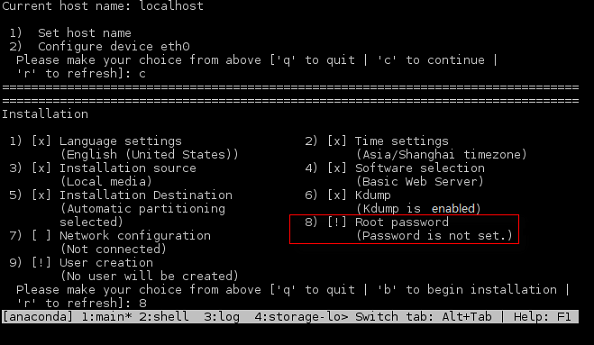 Current host name: localhost
1) Set host name
2) Configure device eth0
Please make your choice from above ['q' to quit | 'c' to continue |
'r' to refresh]: c
================================================================================
================================================================================
Installation
1) [x] Language settings 2) [x] Time settings
(English (United States)) (Asia/Shanghai timezone)
3) [x] Installation source 4) [x] Software selection
(Local media) (Basic Web Server)
5) [x] Installation Destination 6) [x] Kdump
(Automatic partitioning (Kdump is enabled)
selected) 8) [!] Root password
7) [ ] Network configuration (Password is not set.)
(Not connected)
9) [!] User creation
(No user will be created)
Please make your choice from above ['q' to quit | 'b' to begin installation |
'r' to refresh]: 8
[anaconda] 1:main* 2:shell 3:log 4:storage-lo> Switch tab: Alt+Tab | Help: F1